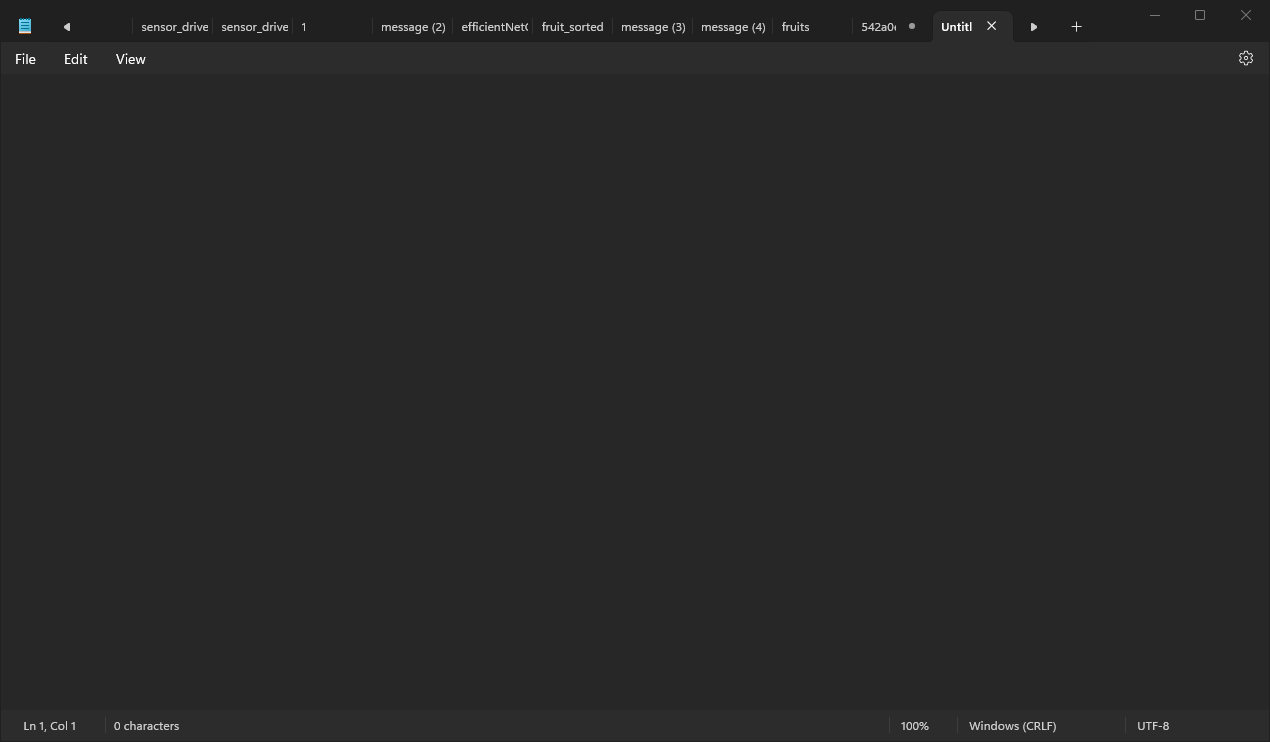 sensor_drive sensor_drive 1 message (2) efficientNet fruit_sorted message (3) message (4) fruits 542a0 Untitl
File Edit View
Ln 1, Col 1 0 characters 100% Windows (CRLF) UTF-8